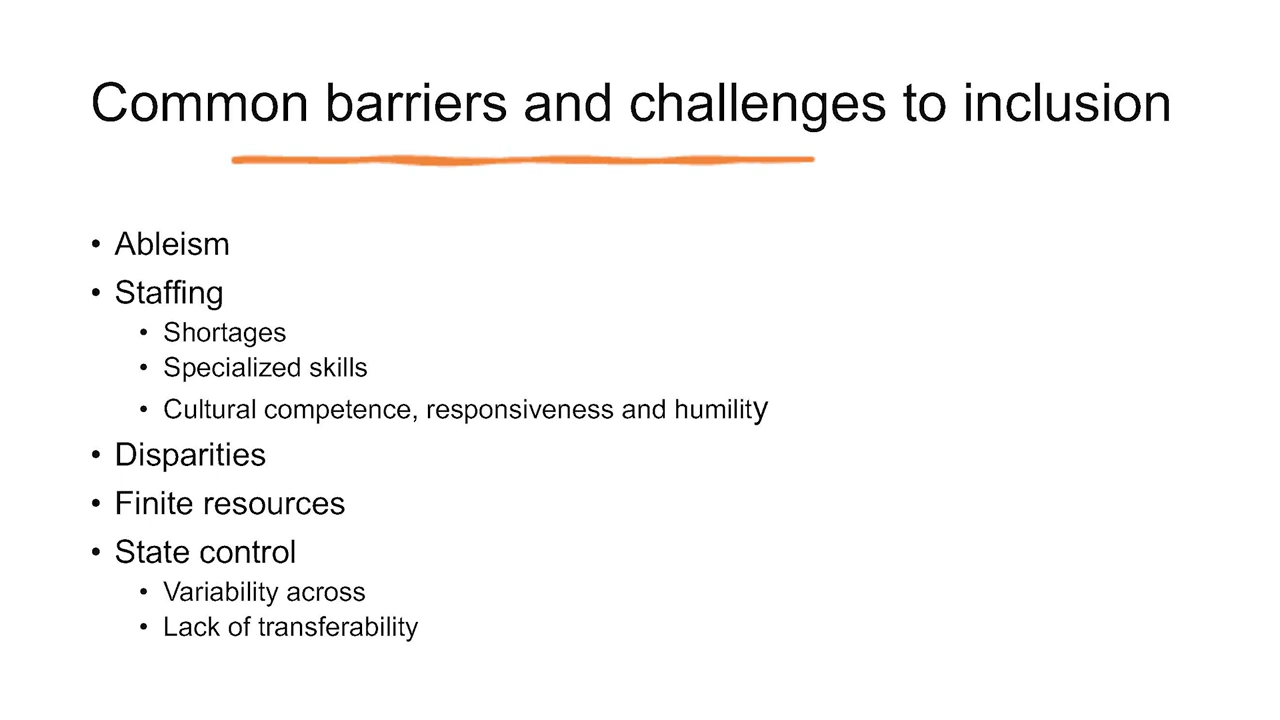 Common barriers and challenges to inclusion
• Ableism
• Staffing
• Shortages
• Specialized skills
• Cultural competence, responsiveness and humility
• Disparities
• Finite resources
• State control
• Variability across
• Lack of transferability